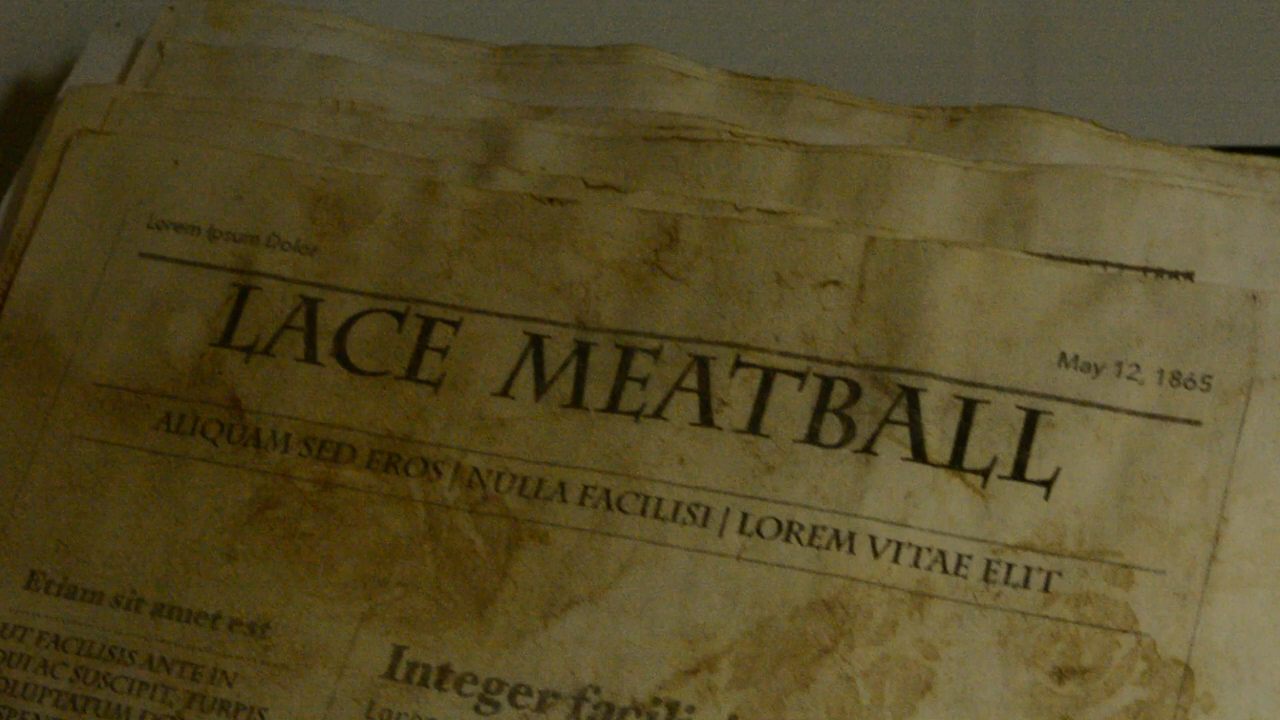 Lorem Ipsum Dolor
May 12, 1865
LACE MEATBALL
ALIQUAM SED EROS | NULLA FACILISI | LOREM VITAE ELIT
Etiam sit amet est
UT FACILISIS ANTE IN
QUI AC SUSCIPIT, TURPIS
Integer facili